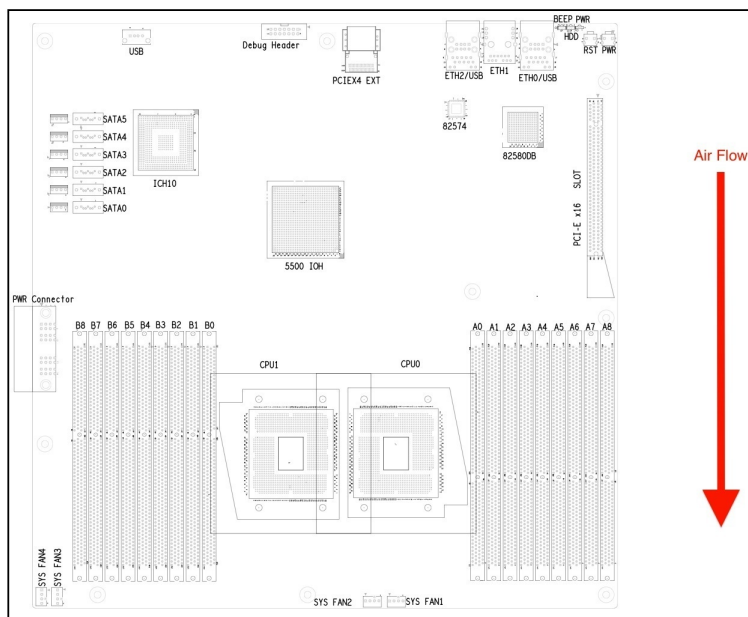 BEEP PWR
HDD
RST PWR
USB
Debug Header
PCIEX4 EXT
ETH2/USB
ETH1
ETH0/USB
SATA5
SATA4
SATA3
SATA2
SATA1
SATA0
ICH10
82574
82580DB
PCI-E x16 SLOT
Air Flow
5500 IOH
PWR Connector
B8 B7 B6 B5 B4 B3 B2 B1 B0
A0 A1 A2 A3 A4 A5 A6 A7 A8
CPU1
CPU0
SYS FAN4
SYS FAN3
SYS FAN2
SYS FAN1